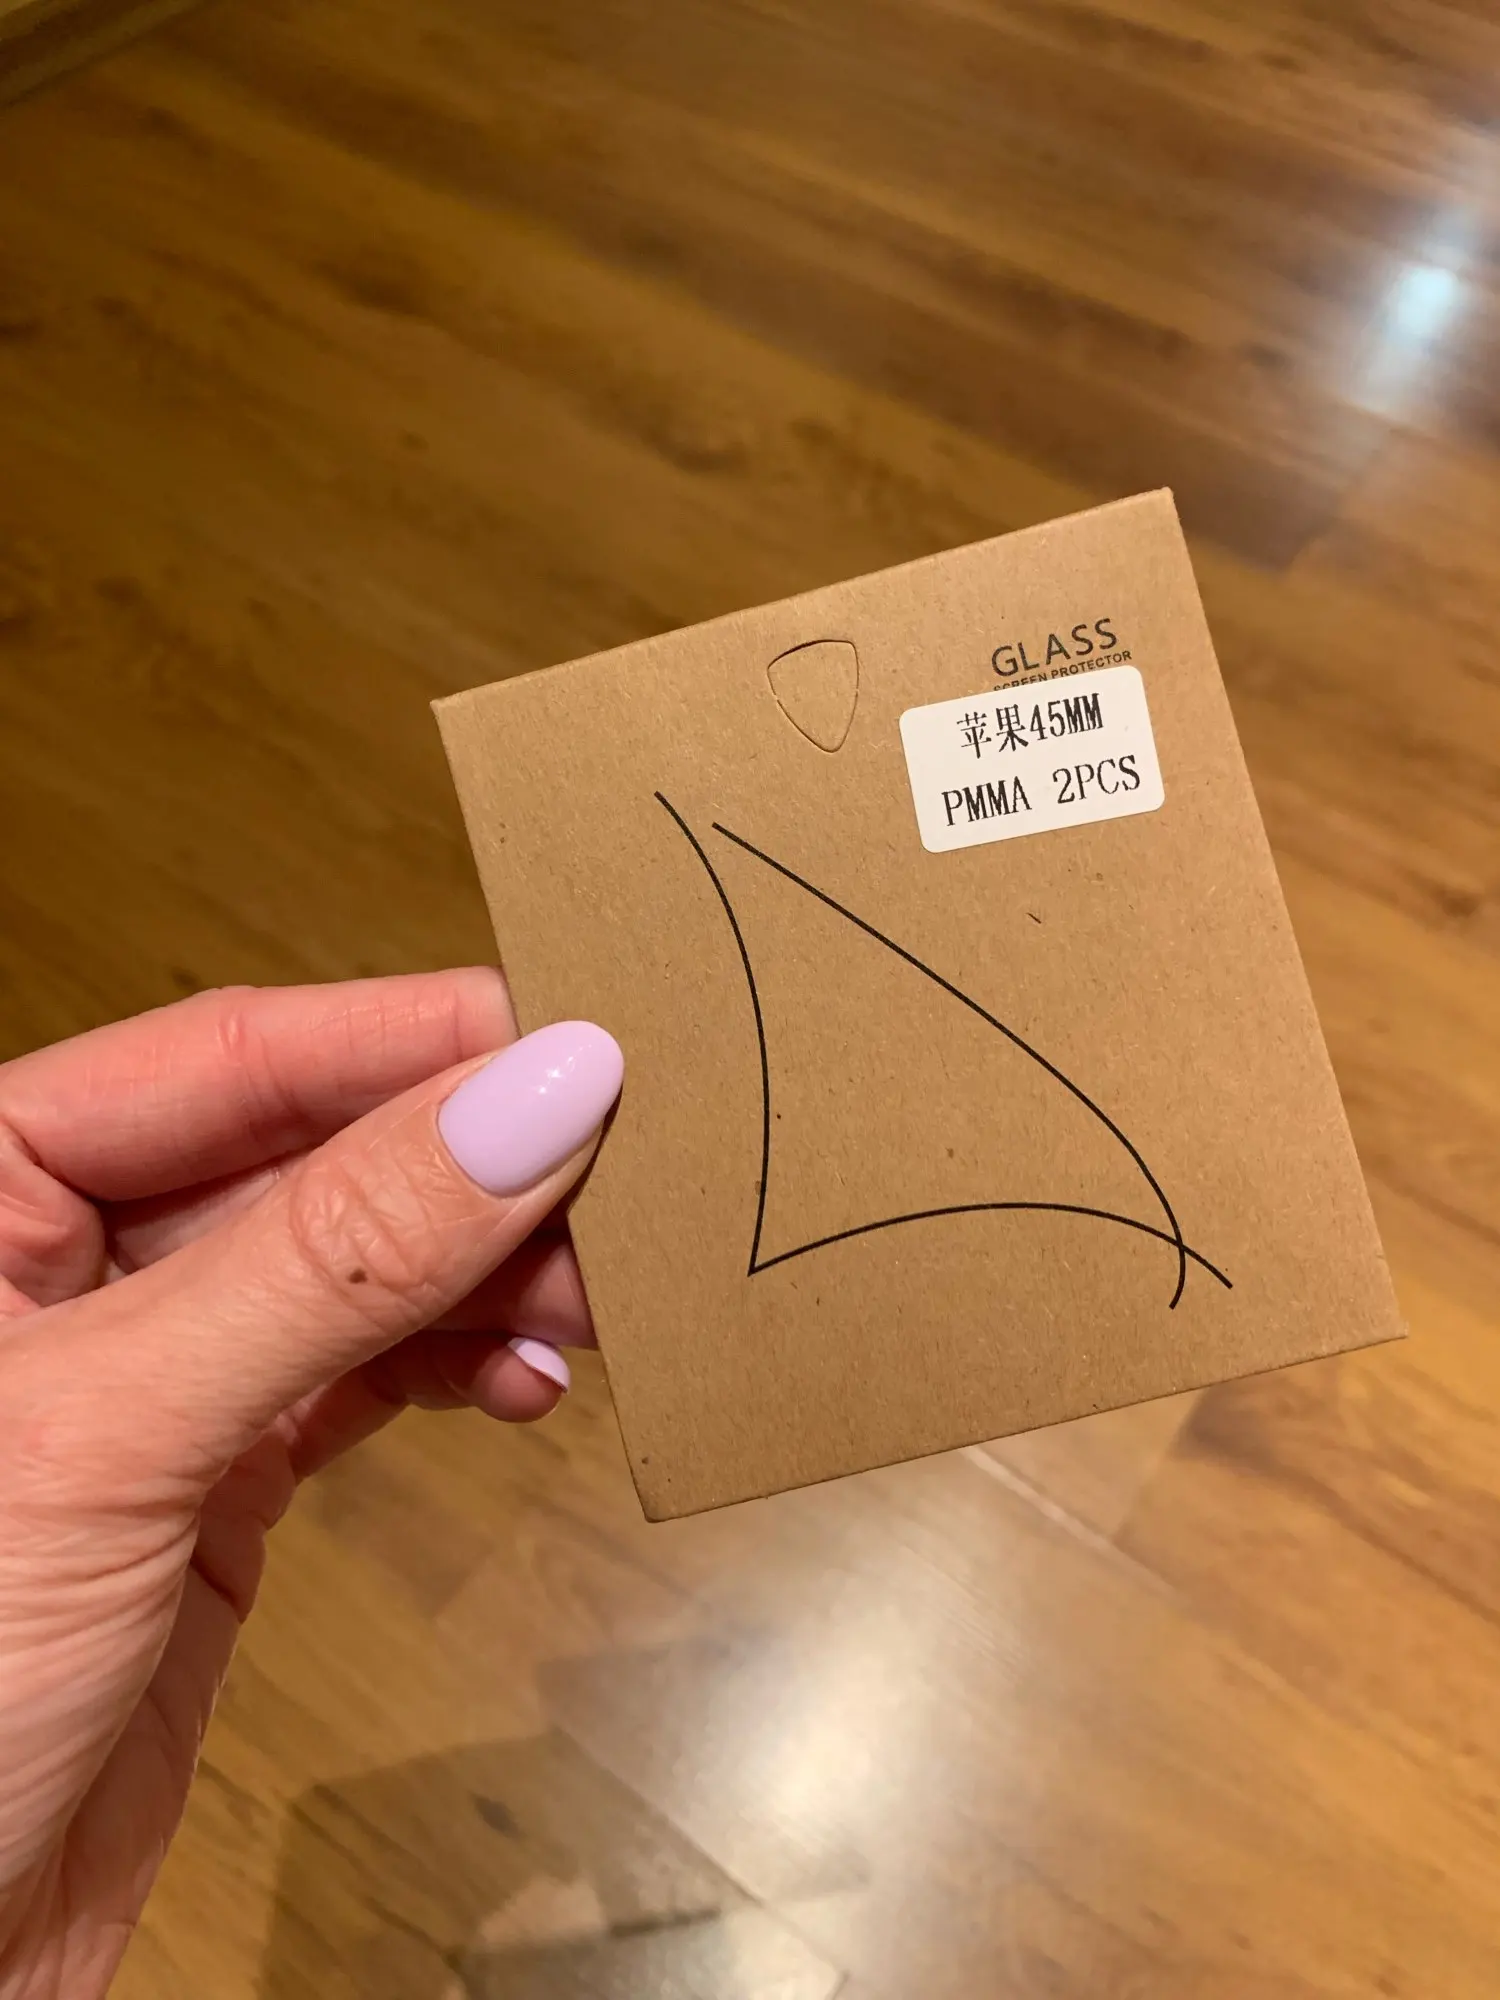 GLASS
SCREEN PROTECTOR
苹果45MM
PMMA 2PCS